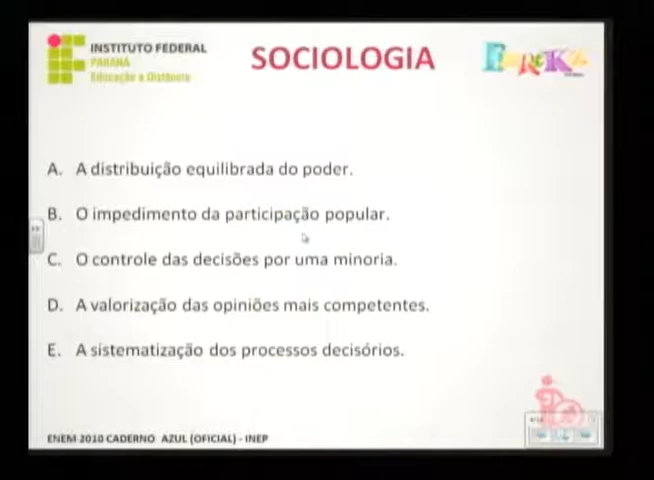 INSTITUTO FEDERAL
PARANÁ
Educação a Distância
SOCIOLOGIA
EUREKA
A. A distribuição equilibrada do poder.
B. O impedimento da participação popular.
C. O controle das decisões por uma minoria.
D. A valorização das opiniões mais competentes.
E. A sistematização dos processos decisórios.
ENEM 2010 CADERNO AZUL (OFICIAL) - INEP